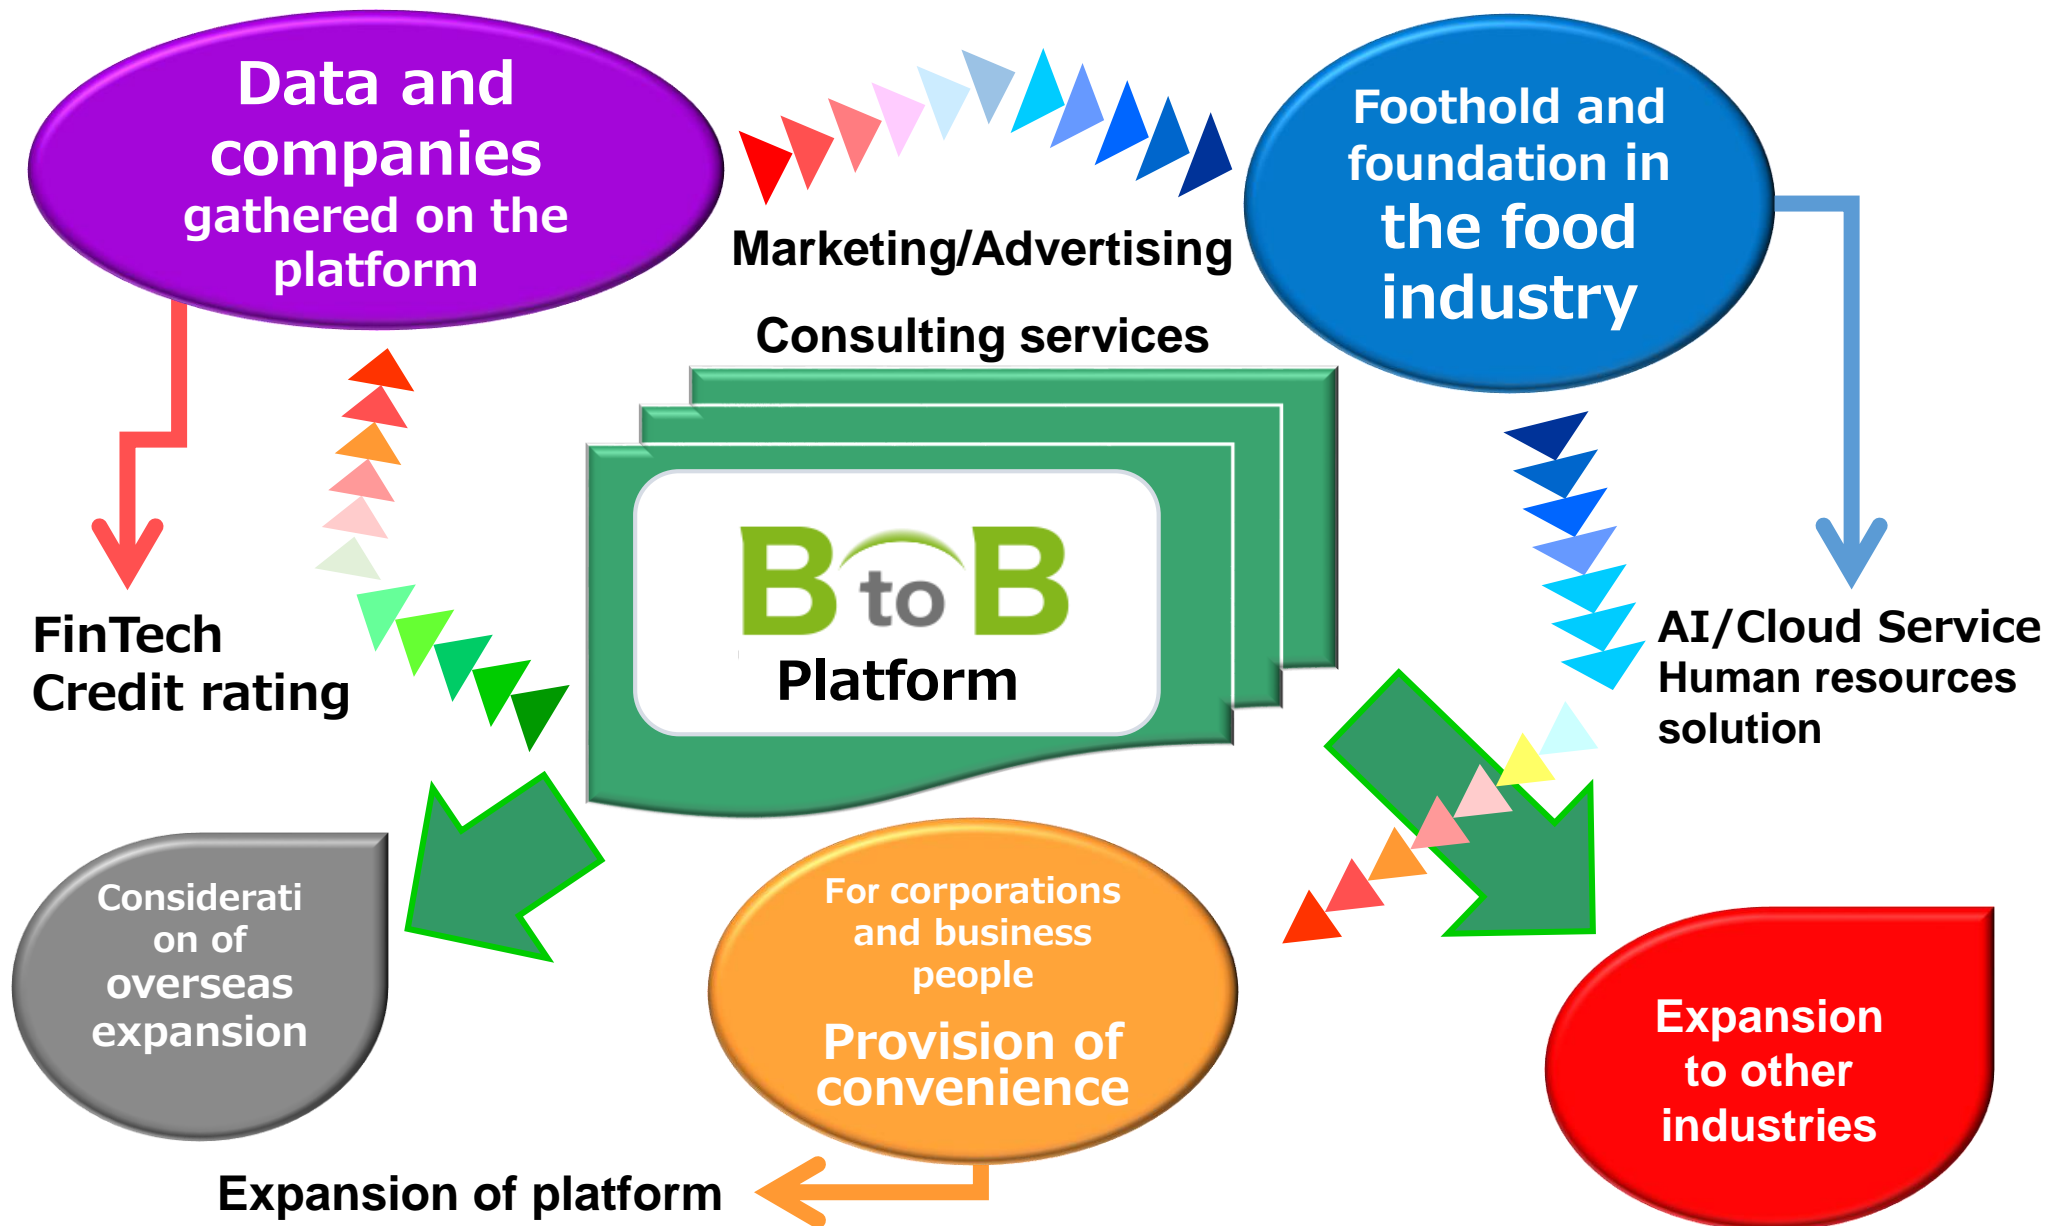 Data and
companies
gathered on the
platform
Foothold and
foundation in
the food
industry
Marketing/Advertising
Consulting services
B to B
Platform
FinTech
Credit rating
AI/Cloud Service
Human resources
solution
Considerati
on of
overseas
expansion
For corporations
and business
people
Provision of
convenience
Expansion
to other
industries
Expansion of platform